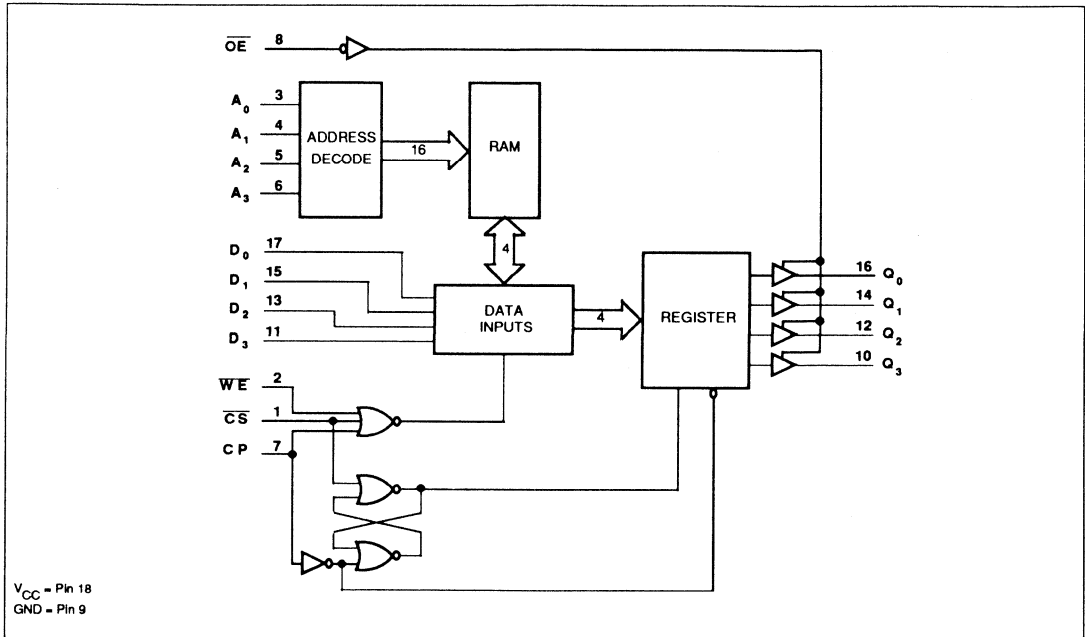 OE 8
A0 3
A1 4
A2 5
A3 6
ADDRESS
DECODE
16
RAM
4
D0 17
D1 15
D2 13
D3 11
DATA
INPUTS
4
REGISTER
16 Q0
14 Q1
12 Q2
10 Q3
WE 2
CS 1
CP 7
VCC = Pin 18
GND = Pin 9